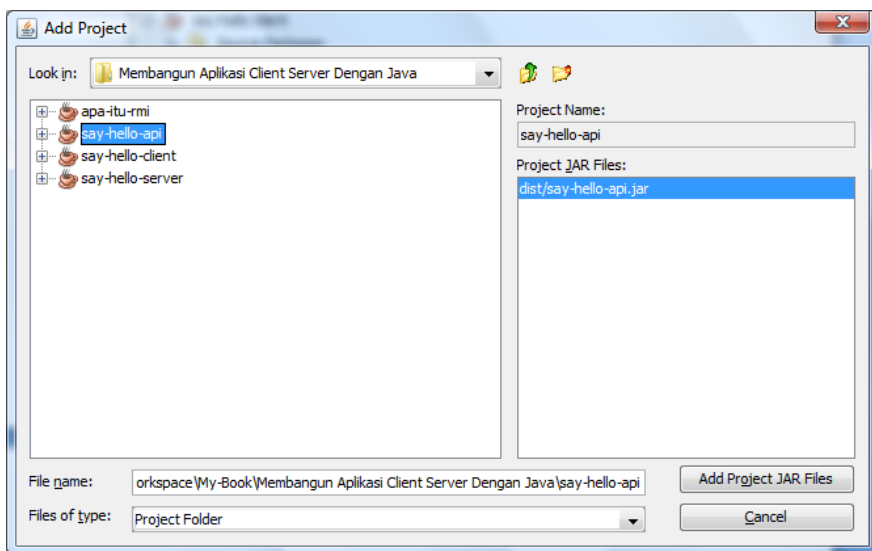 Add Project
Look in:
Membangun Aplikasi Client Server Dengan Java
apa-itu-rmi
say-hello-api
say-hello-client
say-hello-server
Project Name:
say-hello-api
Project JAR Files:
dist/say-hello-api.jar
File name:
orkspace\My-Book\Membangun Aplikasi Client Server Dengan Java\say-hello-api
Add Project JAR Files
Files of type:
Project Folder
Cancel